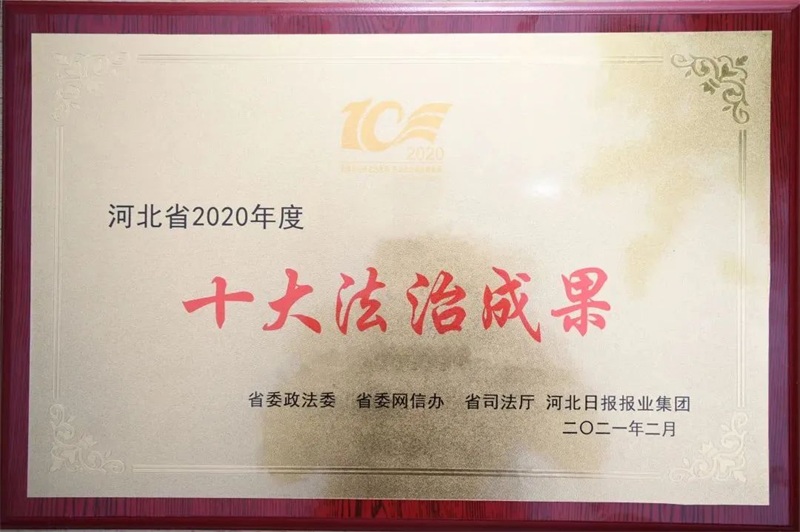 10
2020
河北省2020年度
十大法治成果
省委政法委 省委网信办 省司法厅 河北日报报业集团
二〇二一年二月